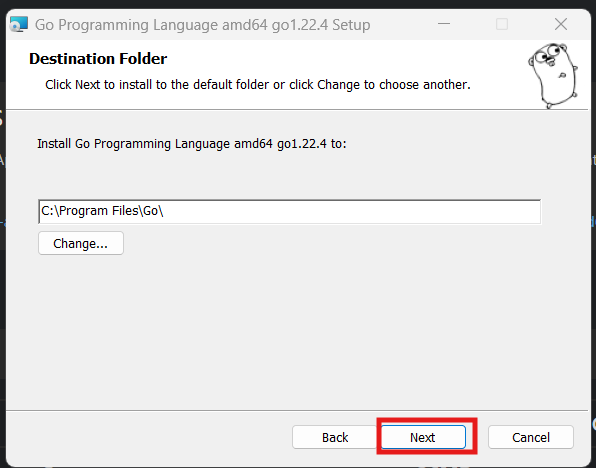 Go Programming Language amd64 go1.22.4 Setup
Destination Folder
Click Next to install to the default folder or click Change to choose another.
Install Go Programming Language amd64 go1.22.4 to:
C:\Program Files\Go\
Change...
Back
Next
Cancel